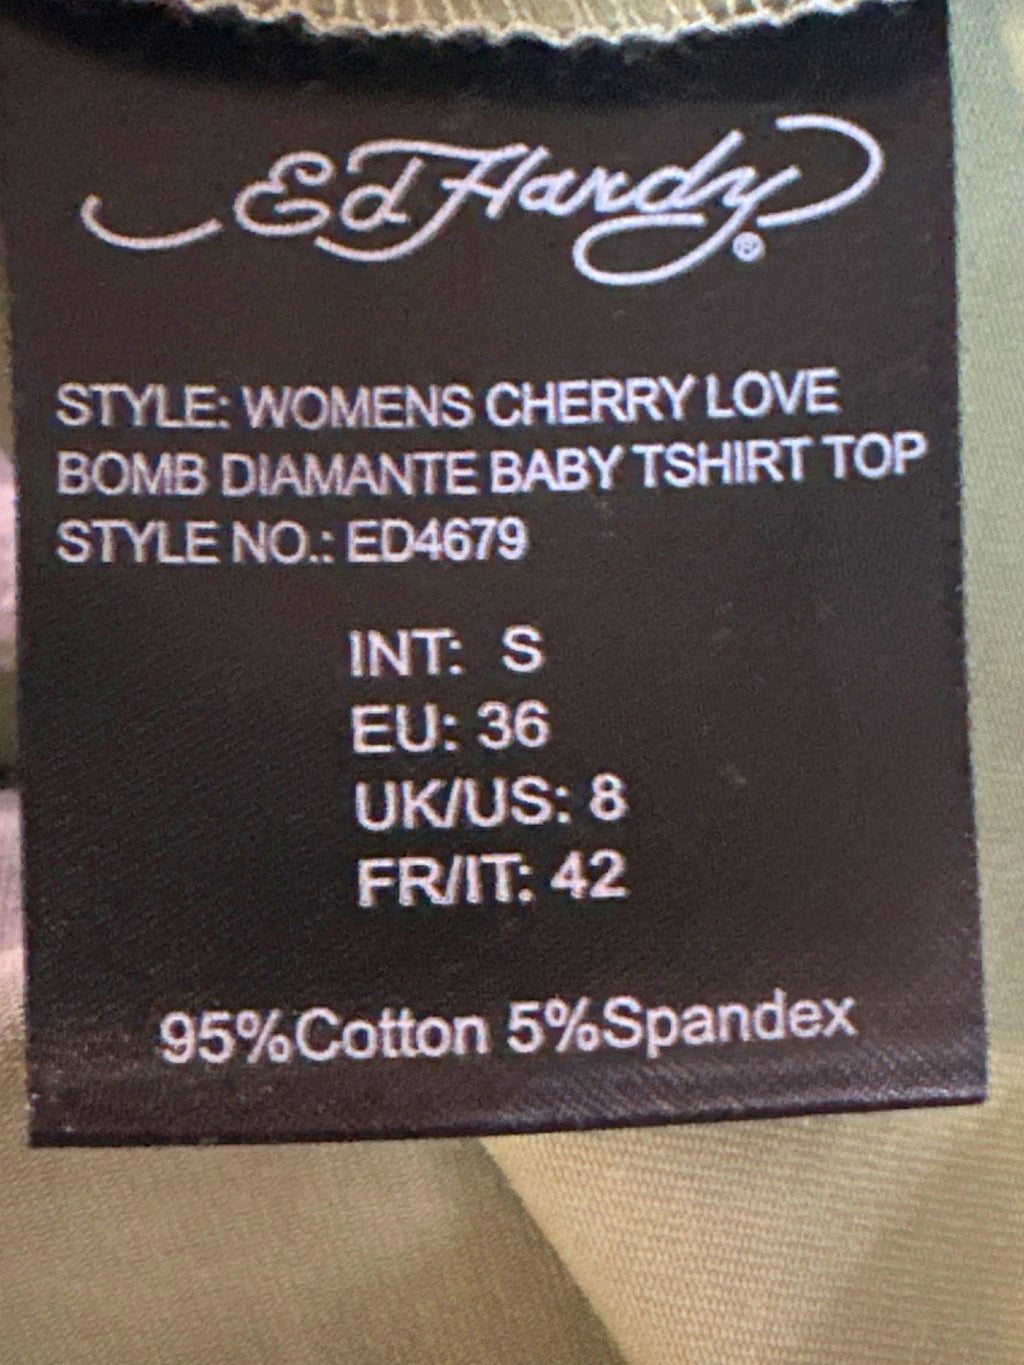 Ed Hardy®
STYLE: WOMENS CHERRY LOVE
BOMB DIAMANTE BABY TSHIRT TOP
STYLE NO.: ED4679
INT: S
EU: 36
UK/US: 8
FR/IT: 42
95%Cotton 5%Spandex